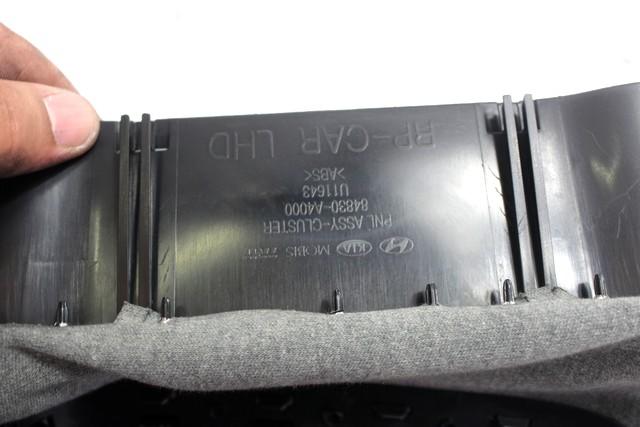 KIA MOBIS
PNL ASSY-CLUSTER
84830-A4000
U11643
>ABS<
RP-CAR LHD